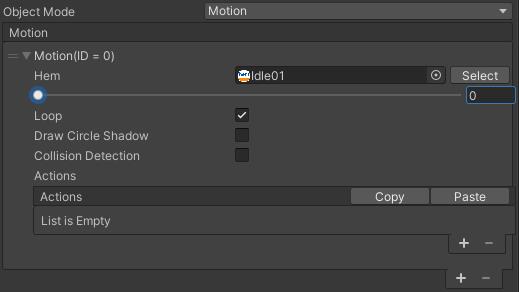 Object Mode Motion
Motion
Motion(ID = 0)
Hem Idle01 Select
0
Loop
Draw Circle Shadow
Collision Detection
Actions
Actions Copy Paste
List is Empty
+ −
+ −